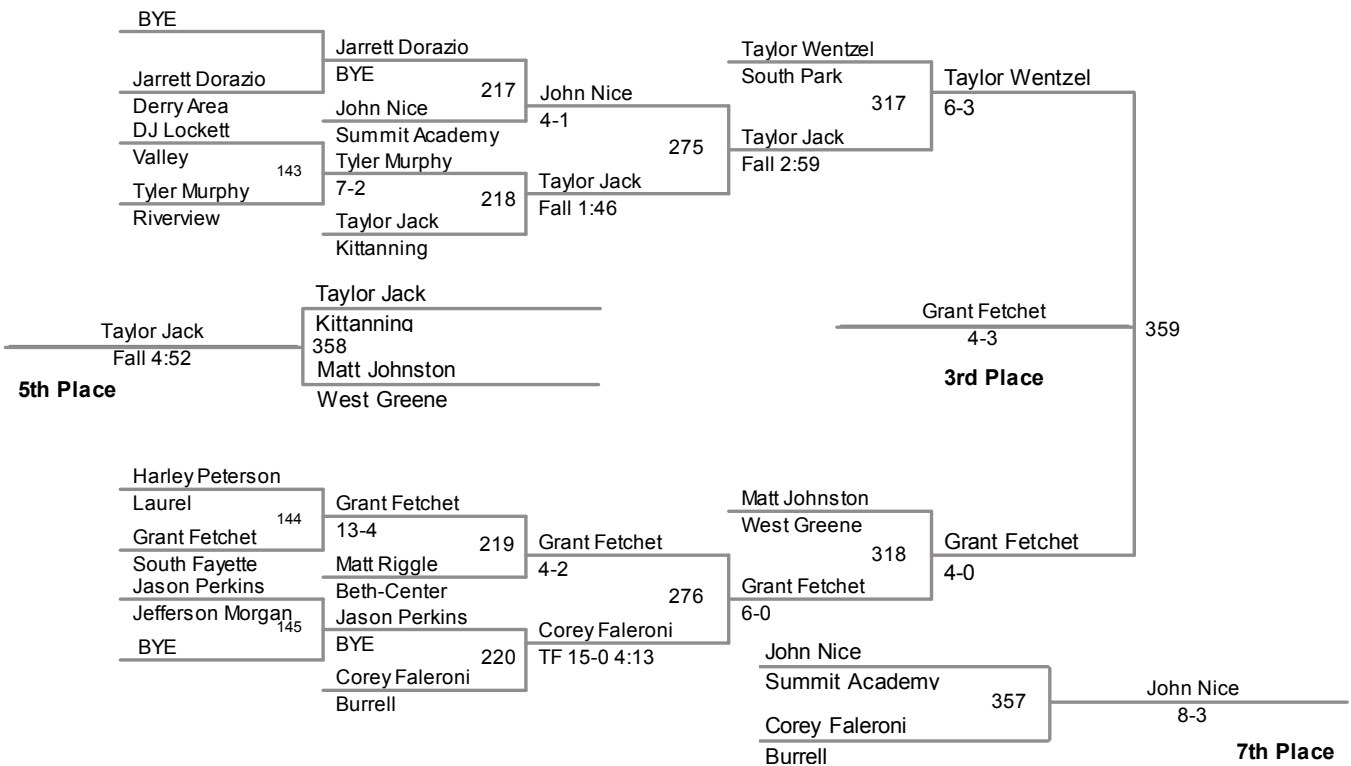 BYE
Jarrett Dorazio
Taylor Wentzel
Jarrett Dorazio
BYE
South Park
Taylor Wentzel
217
John Nice
317
Derry Area
John Nice
4-1
6-3
DJ Lockett
Summit Academy
275
Taylor Jack
Valley
143
Tyler Murphy
Fall 2:59
Tyler Murphy
7-2
218
Taylor Jack
Riverview
Taylor Jack
Fall 1:46
Kittanning
Taylor Jack
Kittanning
Taylor Jack
358
Fall 4:52
Matt Johnston
5th Place
West Greene
Grant Fetchet
4-3
359
3rd Place
Harley Peterson
Laurel
144
Grant Fetchet
Matt Johnston
Grant Fetchet
13-4
219
West Greene
South Fayette
Matt Riggle
Grant Fetchet
318
Grant Fetchet
Jason Perkins
Beth-Center
4-2
276
Grant Fetchet
4-0
Jefferson Morgan
145
Jason Perkins
6-0
BYE
BYE
220
Corey Faleroni
Corey Faleroni
TF 15-0 4:13
Burrell
John Nice
Summit Academy
357
John Nice
8-3
Corey Faleroni
Burrell
7th Place